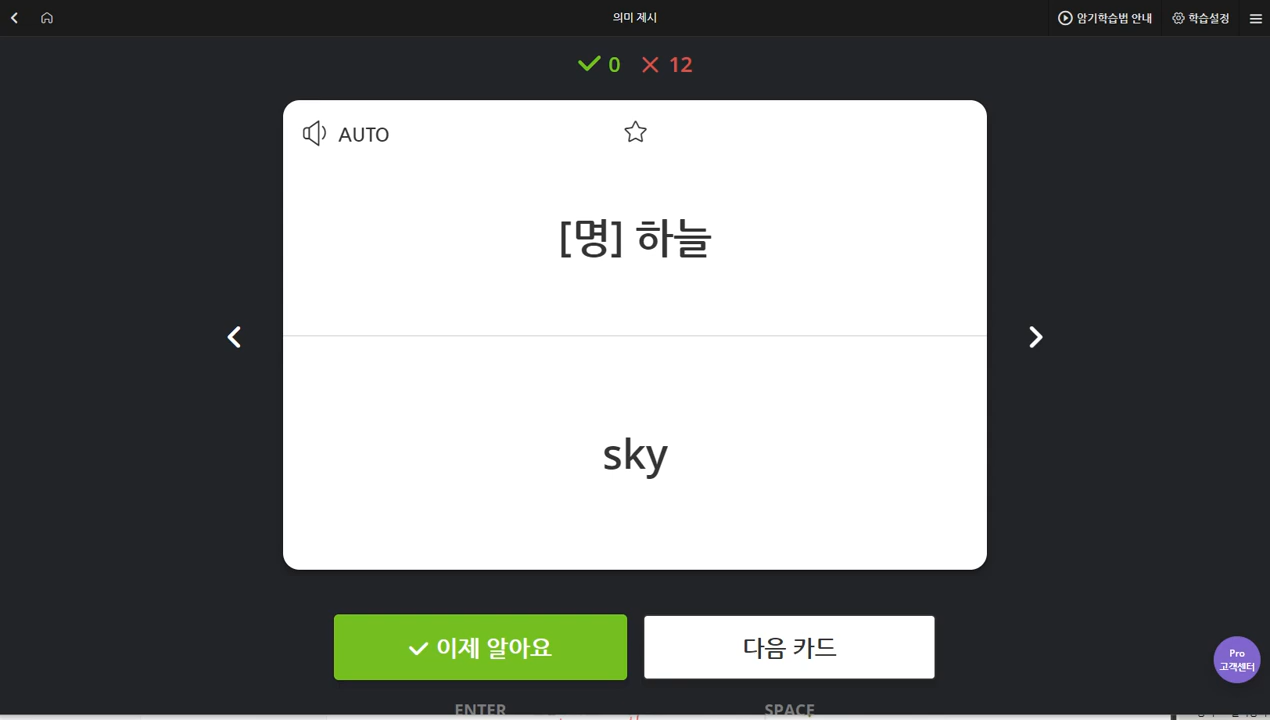 의미 제시
암기학습법 안내
학습설정
0
12
AUTO
[명] 하늘
sky
이제 알아요
다음 카드
Pro
고객센터
ENTER
SPACE